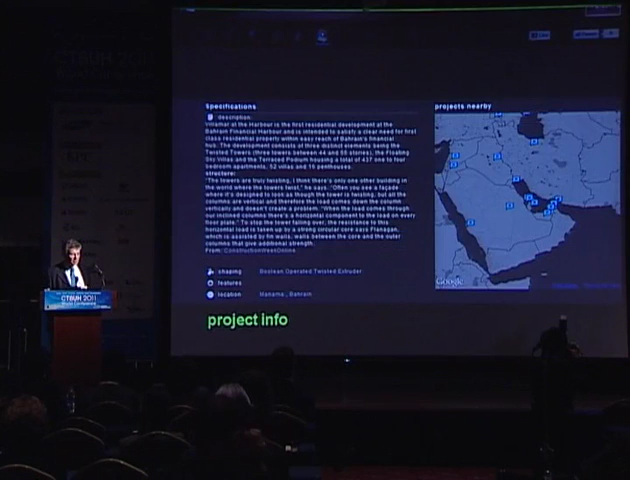 CTBUH 2011
World Conference
Specifications
description:
Villamar at the Harbour is the first residential development at the
Bahrain Financial Harbour and is intended to satisfy a clear need for first
class residential property within easy reach of Bahrain's financial
hub. The development consists of three distinct elements being the
Twisted Towers (three towers between 44 and 55 stories), the Floating
Sky Villas and the Terraced Podium housing a total of 437 one to four
bedroom apartments, 52 villas and 15 penthouses.
structure:
"The towers are truly twisting, I think there's only one other building in
the world where the towers twist," he says. "Often you see a façade
where it's designed to look as though the tower is twisting, but all the
columns are vertical and therefore the load comes down the column
vertically and doesn't create a problem. "When the load comes through
our inclined columns there's a horizontal component to the load on every
floor plate." To stop the tower falling over, the resistance to this
horizontal load is taken up by a strong circular core says Flanagan,
which is assisted by fin walls; walls between the core and the outer
columns that give additional strength.
From: ConstructionWeekOnline
shaping Boolean Operated Twisted Extruder
features
location Manama, Bahrain
project info
projects nearby
Google
CTBUH 2011
World Conference